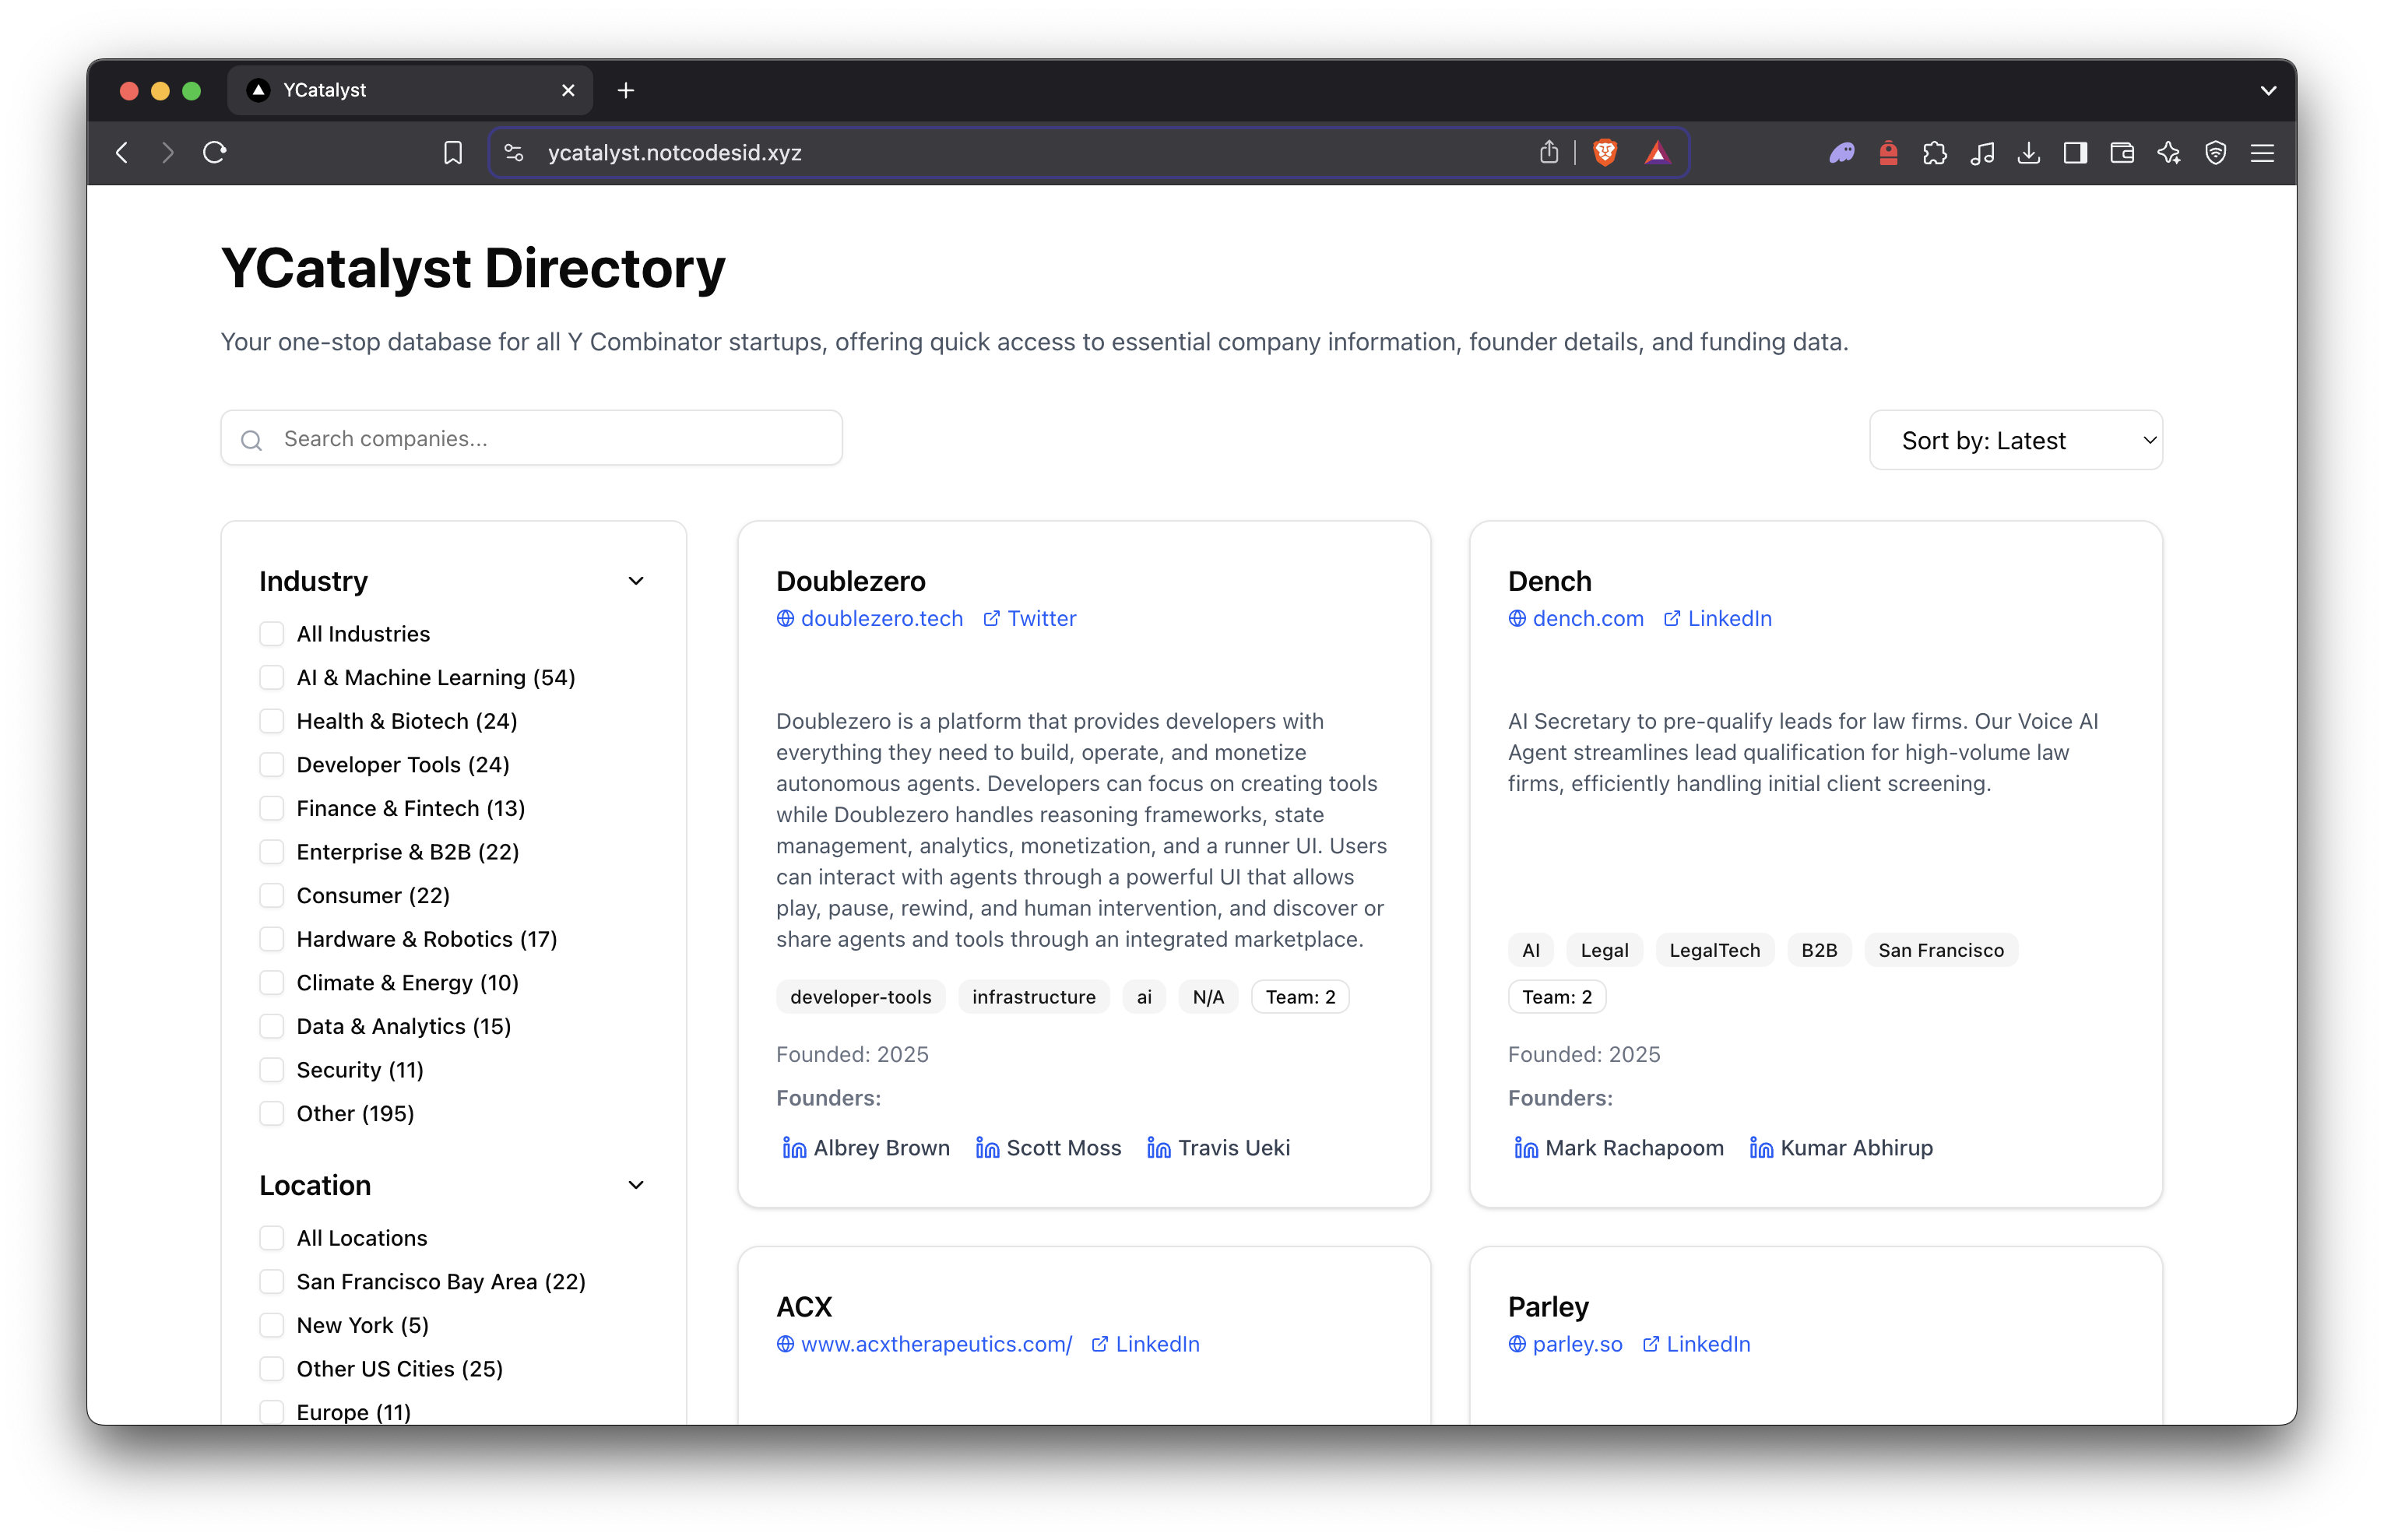 YCatalyst
ycatalyst.notcodesid.xyz
YCatalyst Directory
Your one-stop database for all Y Combinator startups, offering quick access to essential company information, founder details, and funding data.
Search companies...
Sort by: Latest
Industry
All Industries
AI & Machine Learning (54)
Health & Biotech (24)
Developer Tools (24)
Finance & Fintech (13)
Enterprise & B2B (22)
Consumer (22)
Hardware & Robotics (17)
Climate & Energy (10)
Data & Analytics (15)
Security (11)
Other (195)
Location
All Locations
San Francisco Bay Area (22)
New York (5)
Other US Cities (25)
Europe (11)
Doublezero
doublezero.tech Twitter
Doublezero is a platform that provides developers with
everything they need to build, operate, and monetize
autonomous agents. Developers can focus on creating tools
while Doublezero handles reasoning frameworks, state
management, analytics, monetization, and a runner UI. Users
can interact with agents through a powerful UI that allows
play, pause, rewind, and human intervention, and discover or
share agents and tools through an integrated marketplace.
developer-tools infrastructure ai N/A Team: 2
Founded: 2025
Founders:
Albrey Brown Scott Moss Travis Ueki
Dench
dench.com LinkedIn
AI Secretary to pre-qualify leads for law firms. Our Voice AI
Agent streamlines lead qualification for high-volume law
firms, efficiently handling initial client screening.
AI Legal LegalTech B2B San Francisco
Team: 2
Founded: 2025
Founders:
Mark Rachapoom Kumar Abhirup
ACX
www.acxtherapeutics.com/ LinkedIn
Parley
parley.so LinkedIn